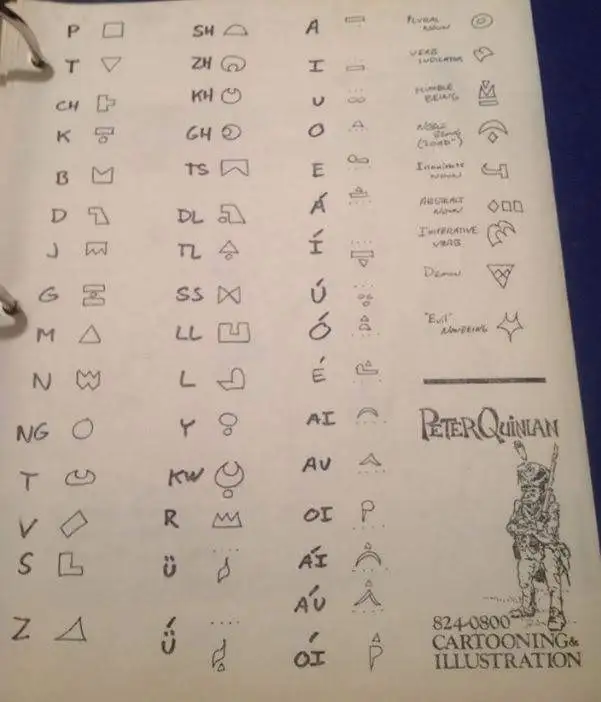 P
T
CH
K
B
D
J
G
M
N
NG
T
V
S
Z
SH
ZH
KH
GH
TS
DL
TL
SS
LL
L
Y
KW
R
ü
ǘ
A
I
U
O
E
Á
Í
Ú
Ó
É
AI
AU
OI
ÁI
ÁU
ÓI
PLURAL
NOUN
VERB
INDICATOR
HUMBLE
BEING
NOBLE
BEING
("LORD")
INANIMATE
NOUN
ABSTRACT
NOUN
IMPERATIVE
VERB
DEMON
"EVIL"
PETER QUINLAN
824-0800
CARTOONING &
ILLUSTRATION